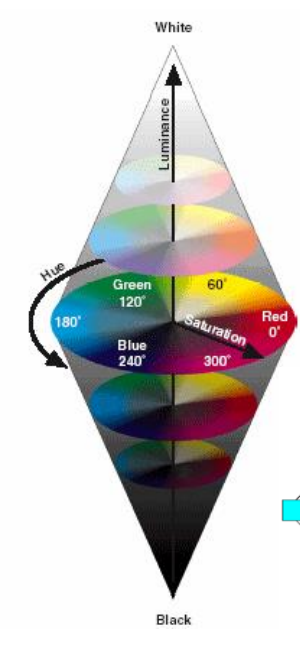 White
Luminance
Hue
Green
120°
60°
180°
Saturation
Red
0°
Blue
240°
300°
Black